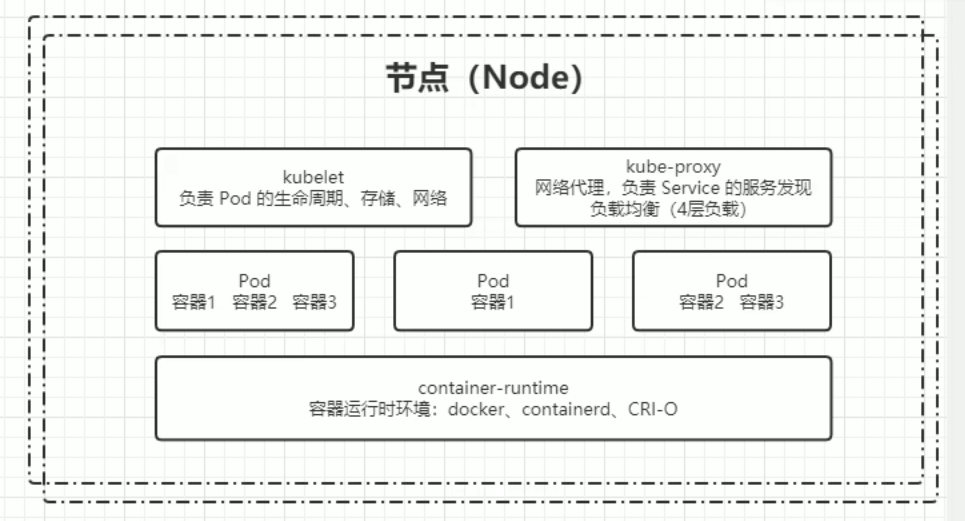 节点（Node）
kubelet
负责 Pod 的生命周期、存储、网络
kube-proxy
网络代理，负责 Service 的服务发现
负载均衡（4层负载）
Pod
容器1 容器2 容器3
Pod
容器1
Pod
容器2 容器3
container-runtime
容器运行时环境：docker、containerd、CRI-O